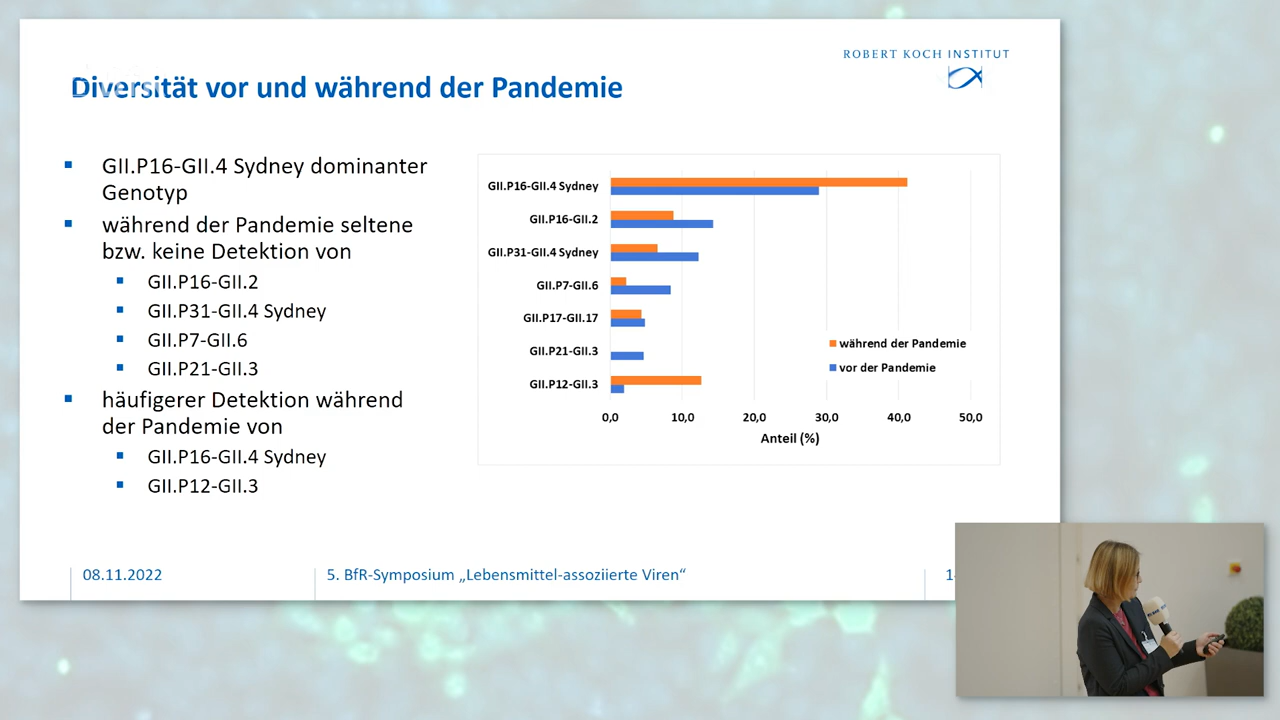 ROBERT KOCH INSTITUT
Diversität vor und während der Pandemie
GII.P16-GII.4 Sydney dominanter
Genotyp
während der Pandemie seltene
bzw. keine Detektion von
GII.P16-GII.2
GII.P31-GII.4 Sydney
GII.P7-GII.6
GII.P21-GII.3
häufigerer Detektion während
der Pandemie von
GII.P16-GII.4 Sydney
GII.P12-GII.3
GII.P16-GII.4 Sydney
GII.P16-GII.2
GII.P31-GII.4 Sydney
GII.P7-GII.6
GII.P17-GII.17
GII.P21-GII.3
GII.P12-GII.3
während der Pandemie
vor der Pandemie
0,0 10,0 20,0 30,0 40,0 50,0
Anteil (%)
08.11.2022
5. BfR-Symposium „Lebensmittel-assoziierte Viren“